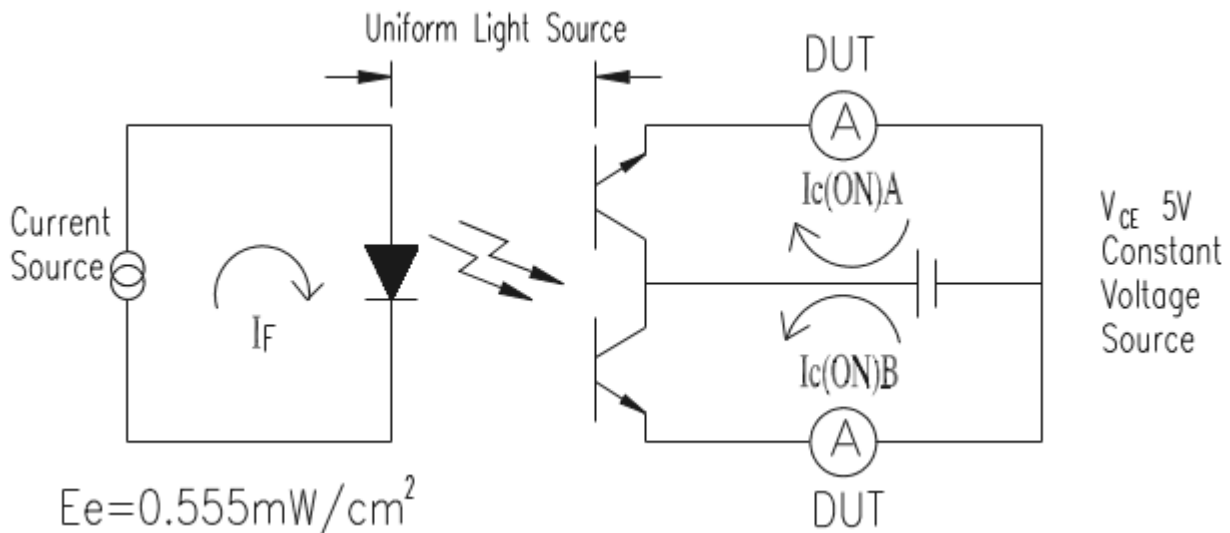 Uniform Light Source
DUT
A
Ic(ON)A
Current
Source
IF
VCE 5V
Constant
Voltage
Source
Ic(ON)B
A
DUT
Ee=0.555mW/cm²